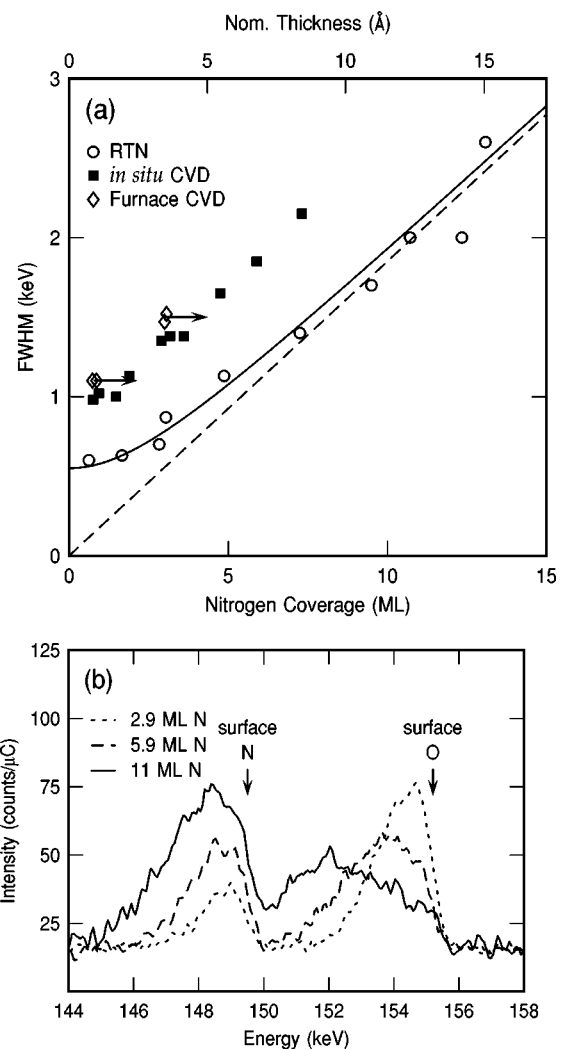 Nom. Thickness (Å)
0 5 10 15
(a)
RTN
in situ CVD
Furnace CVD
3
2
1
0
FWHM (keV)
0 5 10 15
Nitrogen Coverage (ML)
(b)
2.9 ML N
5.9 ML N
11 ML N
surface
N
surface
O
125
100
75
50
25
Intensity (counts/μC)
144 146 148 150 152 154 156 158
Energy (keV)